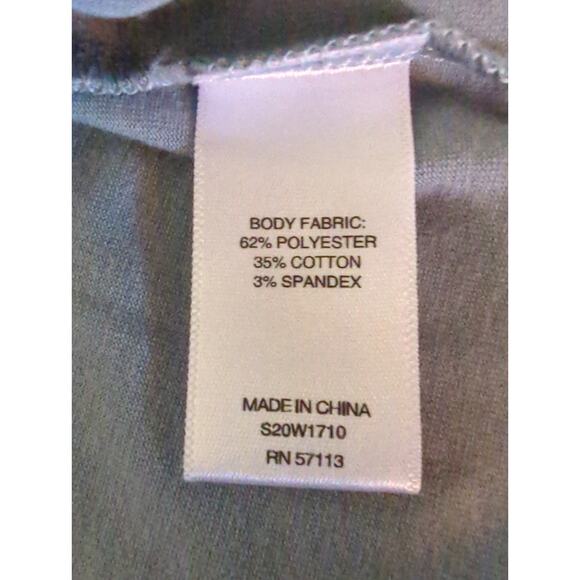 BODY FABRIC:
62% POLYESTER
35% COTTON
3% SPANDEX
MADE IN CHINA
S20W1710
RN 57113